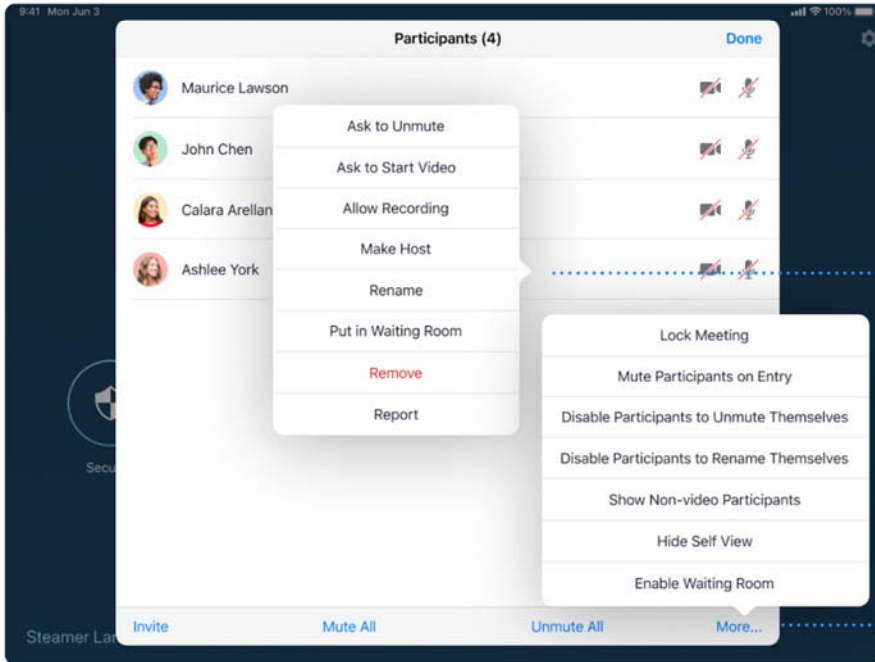 9:41 Mon Jun 3
100%
Participants (4)
Done
Maurice Lawson
John Chen
Calara Arellan
Ashlee York
Ask to Unmute
Ask to Start Video
Allow Recording
Make Host
Rename
Put in Waiting Room
Remove
Report
Lock Meeting
Mute Participants on Entry
Disable Participants to Unmute Themselves
Disable Participants to Rename Themselves
Show Non-video Participants
Hide Self View
Enable Waiting Room
Secu
Invite
Mute All
Unmute All
More...
Steamer Lar